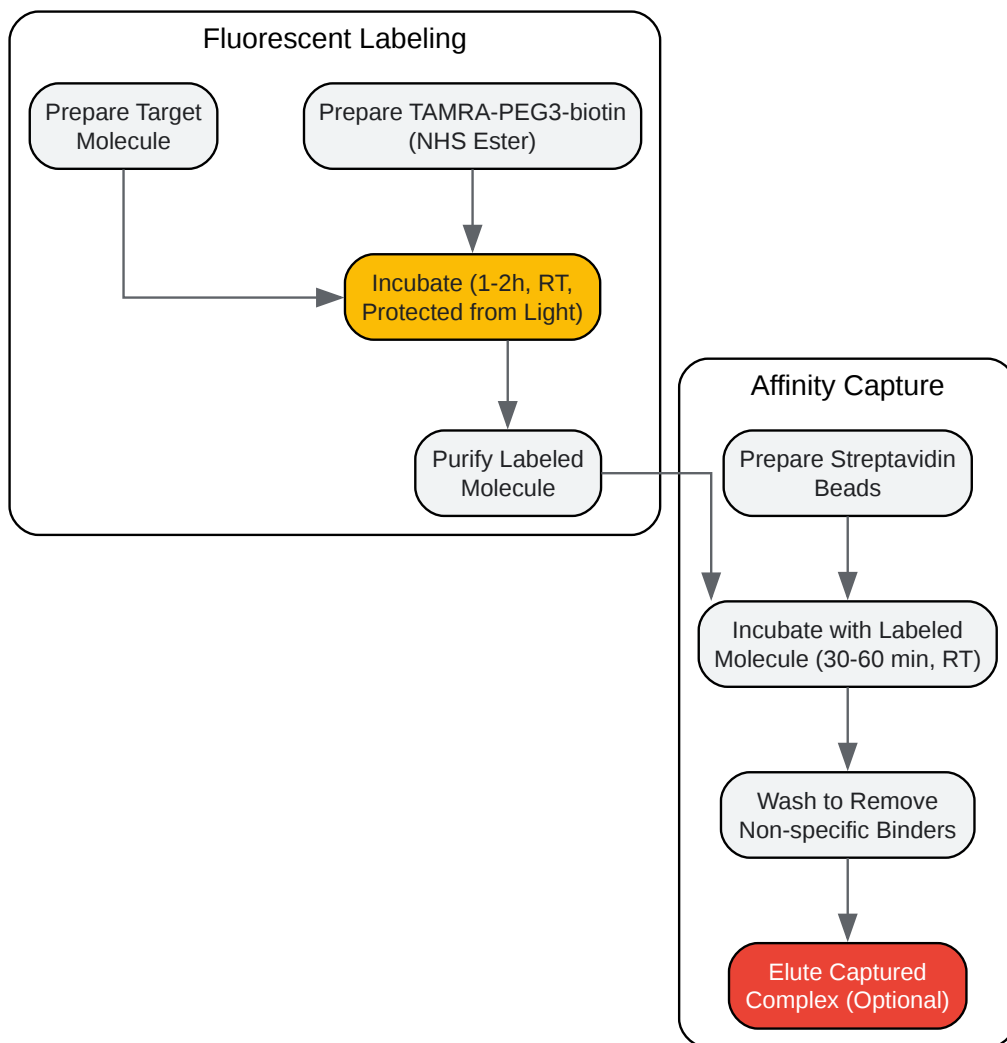 Fluorescent Labeling
Prepare Target
Molecule
Prepare TAMRA-PEG3-biotin
(NHS Ester)
Incubate (1-2h, RT,
Protected from Light)
Purify Labeled
Molecule
Affinity Capture
Prepare Streptavidin
Beads
Incubate with Labeled
Molecule (30-60 min, RT)
Wash to Remove
Non-specific Binders
Elute Captured
Complex (Optional)